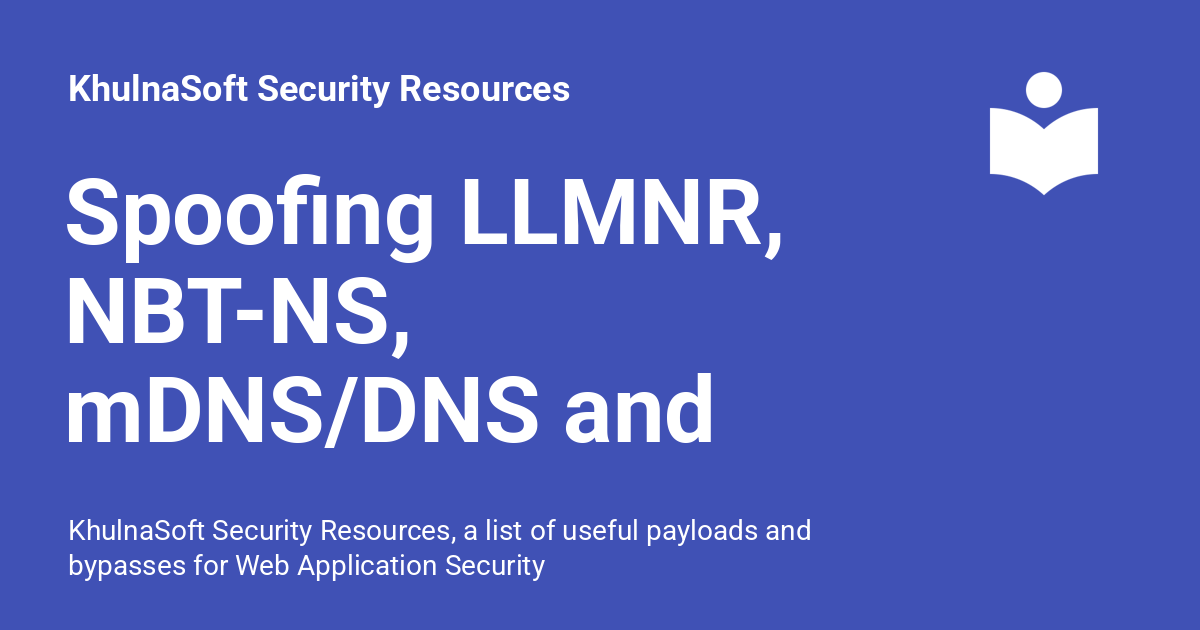 KhulnaSoft Security Resources
Spoofing LLMNR,
NBT-NS,
mDNS/DNS and
KhulnaSoft Security Resources, a list of useful payloads and
bypasses for Web Application Security